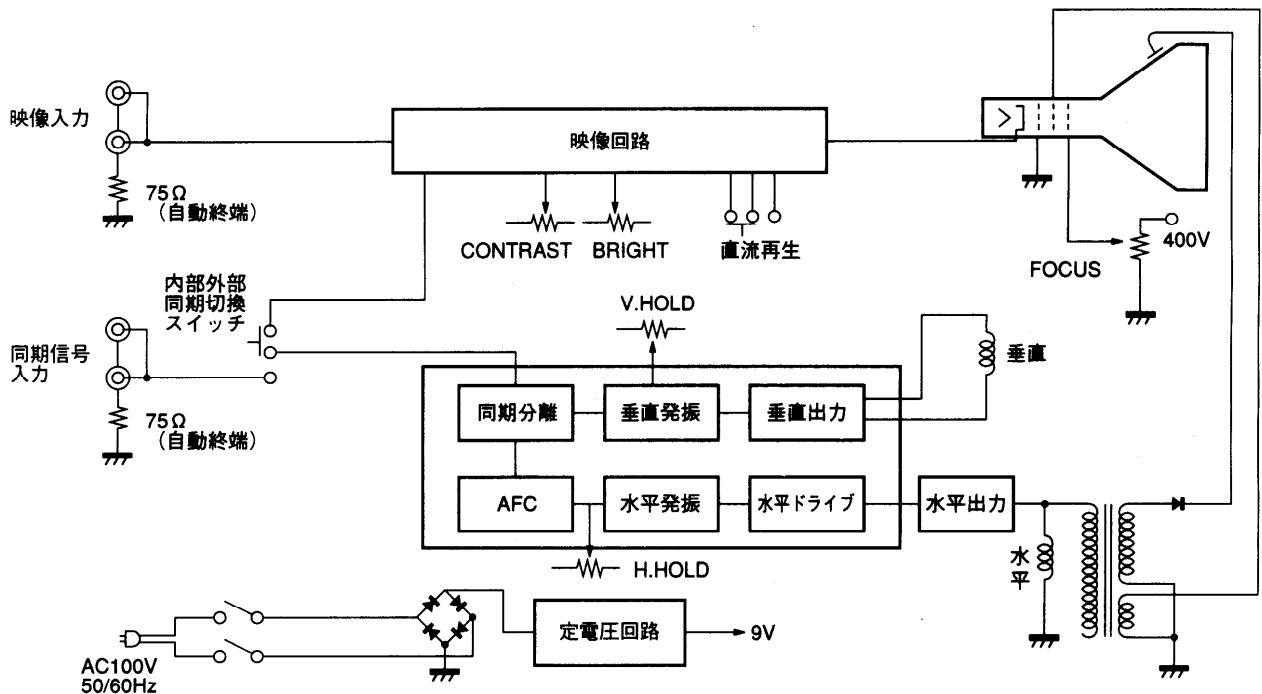 映像入力
75Ω
（自動終端）
映像回路
CONTRAST
BRIGHT
直流再生
400V
FOCUS
内部外部
同期切換
スイッチ
同期信号
入力
75Ω
（自動終端）
V.HOLD
垂直
同期分離
垂直発振
垂直出力
AFC
水平発振
水平ドライブ
水平出力
水平
H.HOLD
AC100V
50/60Hz
定電圧回路
9V